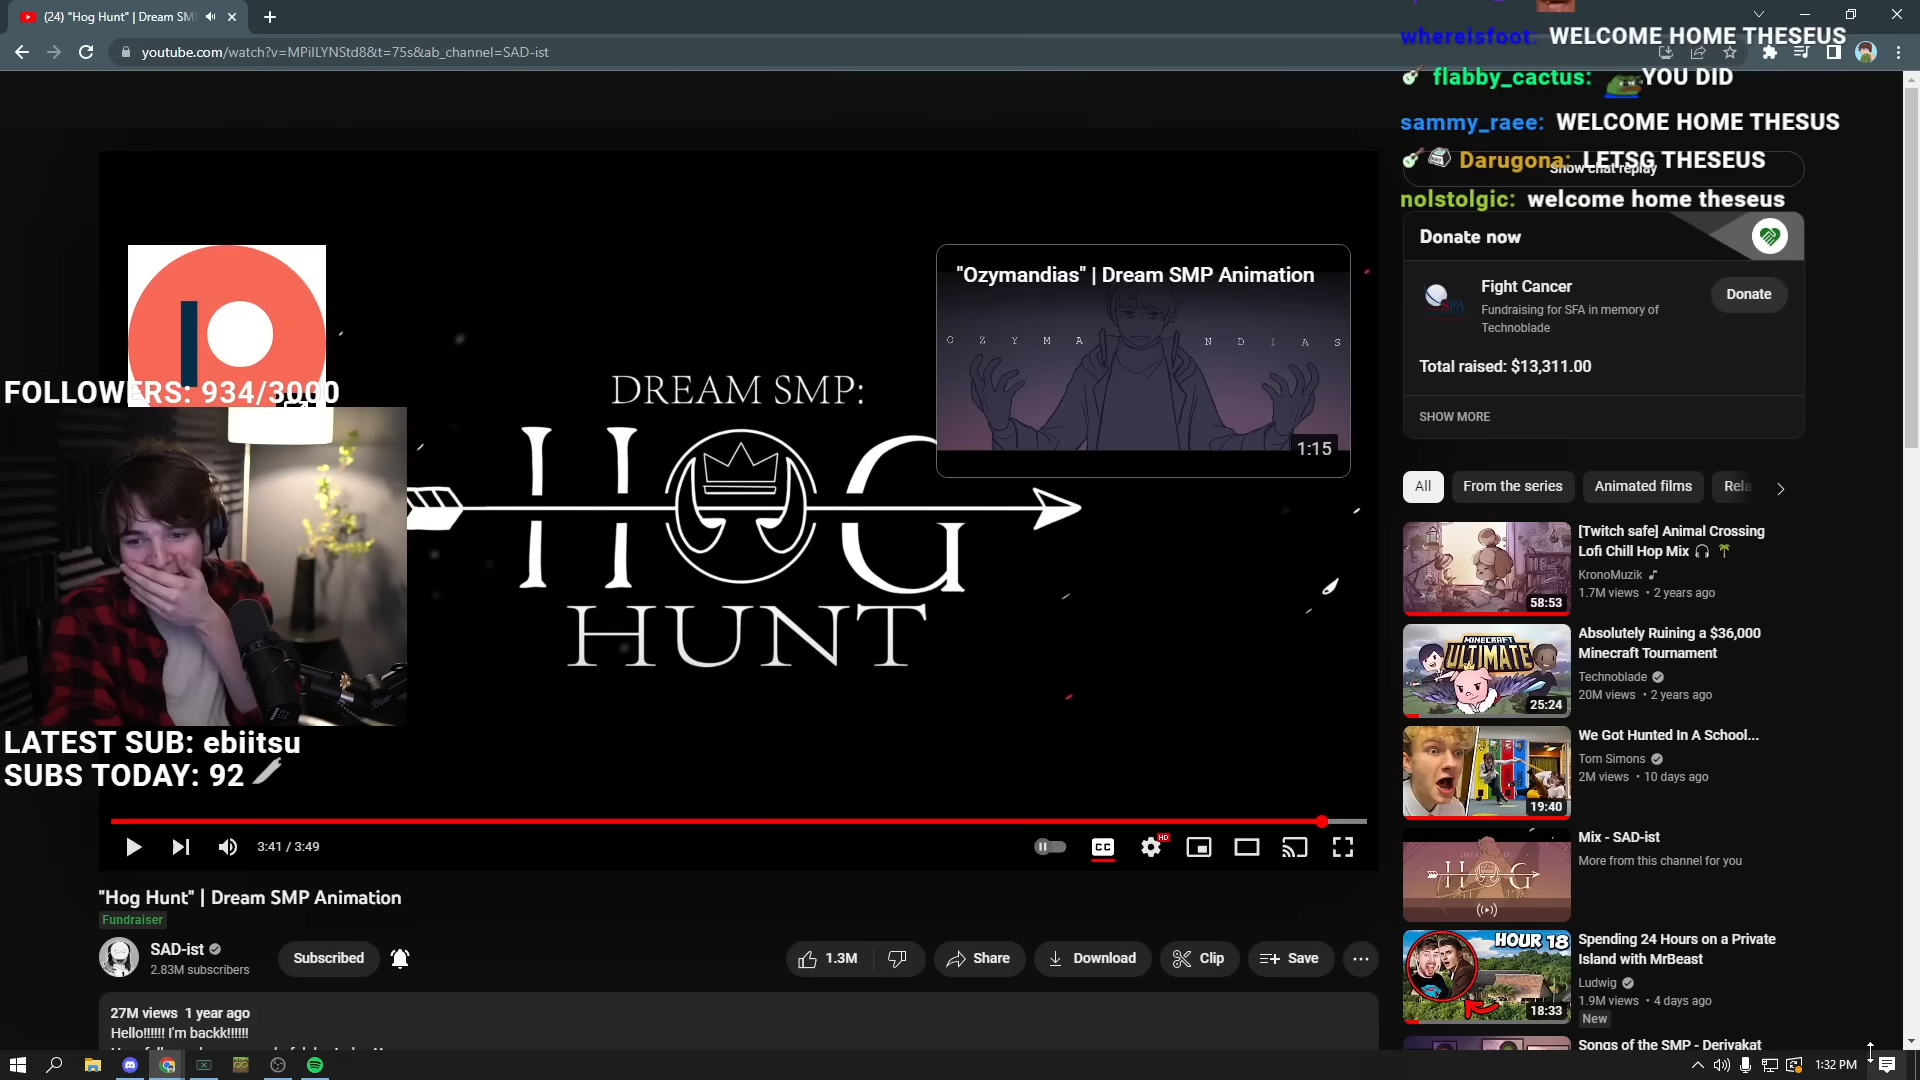 (24) "Hog Hunt" | Dream SM
youtube.com/watch?v=MPilLYNStd8&t=75s&ab_channel=SAD-ist
whereisfoot: WELCOME HOME THESEUS
flabby_cactus: YOU DID
sammy_raee: WELCOME HOME THESUS
Darugona: LETSG THESEUS
Show chat replay
nolstolgic: welcome home theseus
Donate now
Fight Cancer
Fundraising for SFA in memory of
Technoblade
Donate
Total raised: $13,311.00
SHOW MORE
"Ozymandias" | Dream SMP Animation
O Z Y M A N D I A S
1:15
DREAM SMP:
HOG
HUNT
FOLLOWERS: 934/3000
LATEST SUB: ebiitsu
SUBS TODAY: 92
3:41 / 3:49
CC
HD
"Hog Hunt" | Dream SMP Animation
Fundraiser
SAD-ist
2.83M subscribers
Subscribed
1.3M
Share
Download
Clip
Save
27M views 1 year ago
Hello!!!!!! I'm backk!!!!!!
All
From the series
Animated films
Rela
[Twitch safe] Animal Crossing
Lofi Chill Hop Mix
KronoMuzik
1.7M views • 2 years ago
58:53
Absolutely Ruining a $36,000
Minecraft Tournament
Technoblade
20M views • 2 years ago
MINECRAFT
ULTIMATE
25:24
We Got Hunted In A School...
Tom Simons
2M views • 10 days ago
19:40
Mix - SAD-ist
More from this channel for you
HOG
Spending 24 Hours on a Private
Island with MrBeast
Ludwig
1.9M views • 4 days ago
New
HOUR 18
18:33
Songs of the SMP - Derivakat
1:32 PM